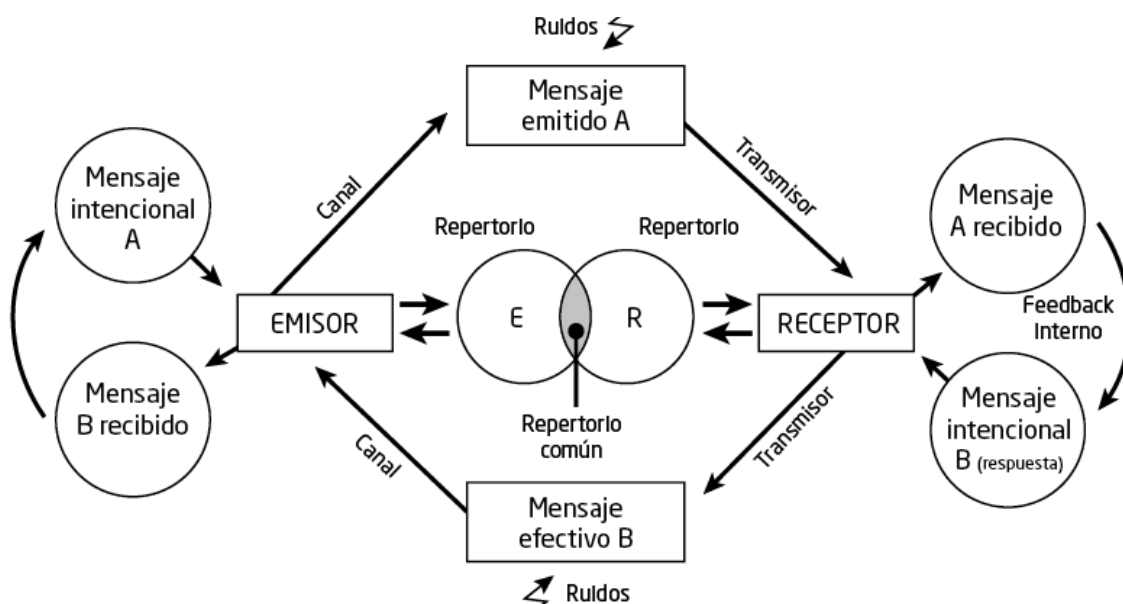 Ruidos
Mensaje
emitido A
Canal
Transmisor
Mensaje
intencional
A
Mensaje
A recibido
Repertorio
Repertorio
EMISOR
E
R
RECEPTOR
Feedback
Interno
Mensaje
B recibido
Repertorio
común
Mensaje
intencional
B (respuesta)
Canal
Transmisor
Mensaje
efectivo B
Ruidos